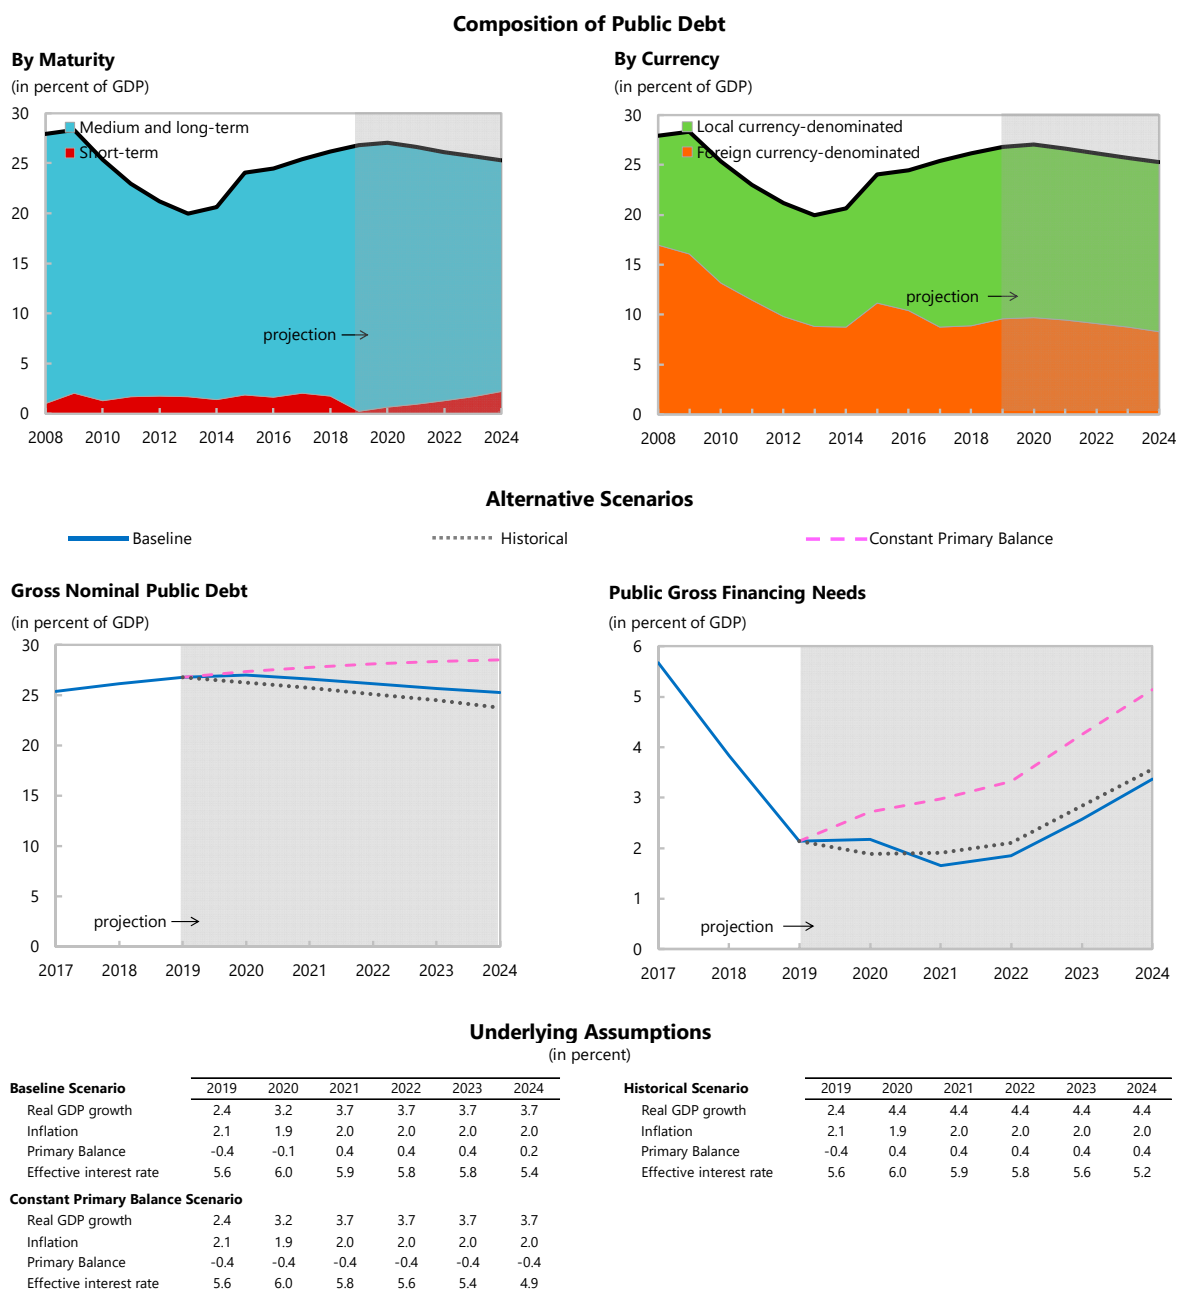 Composition of Public Debt
By Maturity
(in percent of GDP)
30
25
20
15
10
5
0
Medium and long-term
Short-term
projection
2008 2010 2012 2014 2016 2018 2020 2022 2024
By Currency
(in percent of GDP)
30
25
20
15
10
5
0
Local currency-denominated
Foreign currency-denominated
projection
2008 2010 2012 2014 2016 2018 2020 2022 2024
Alternative Scenarios
Baseline Historical Constant Primary Balance
Gross Nominal Public Debt
(in percent of GDP)
30
25
20
15
10
5
0
projection
2017 2018 2019 2020 2021 2022 2023 2024
Public Gross Financing Needs
(in percent of GDP)
6
5
4
3
2
1
0
projection
2017 2018 2019 2020 2021 2022 2023 2024
Underlying Assumptions
(in percent)
Baseline Scenario 2019 2020 2021 2022 2023 2024
Real GDP growth 2.4 3.2 3.7 3.7 3.7 3.7
Inflation 2.1 1.9 2.0 2.0 2.0 2.0
Primary Balance -0.4 -0.1 0.4 0.4 0.4 0.2
Effective interest rate 5.6 6.0 5.9 5.8 5.8 5.4
Constant Primary Balance Scenario
Real GDP growth 2.4 3.2 3.7 3.7 3.7 3.7
Inflation 2.1 1.9 2.0 2.0 2.0 2.0
Primary Balance -0.4 -0.4 -0.4 -0.4 -0.4 -0.4
Effective interest rate 5.6 6.0 5.8 5.6 5.4 4.9
Historical Scenario 2019 2020 2021 2022 2023 2024
Real GDP growth 2.4 4.4 4.4 4.4 4.4 4.4
Inflation 2.1 1.9 2.0 2.0 2.0 2.0
Primary Balance -0.4 0.4 0.4 0.4 0.4 0.4
Effective interest rate 5.6 6.0 5.9 5.8 5.6 5.2